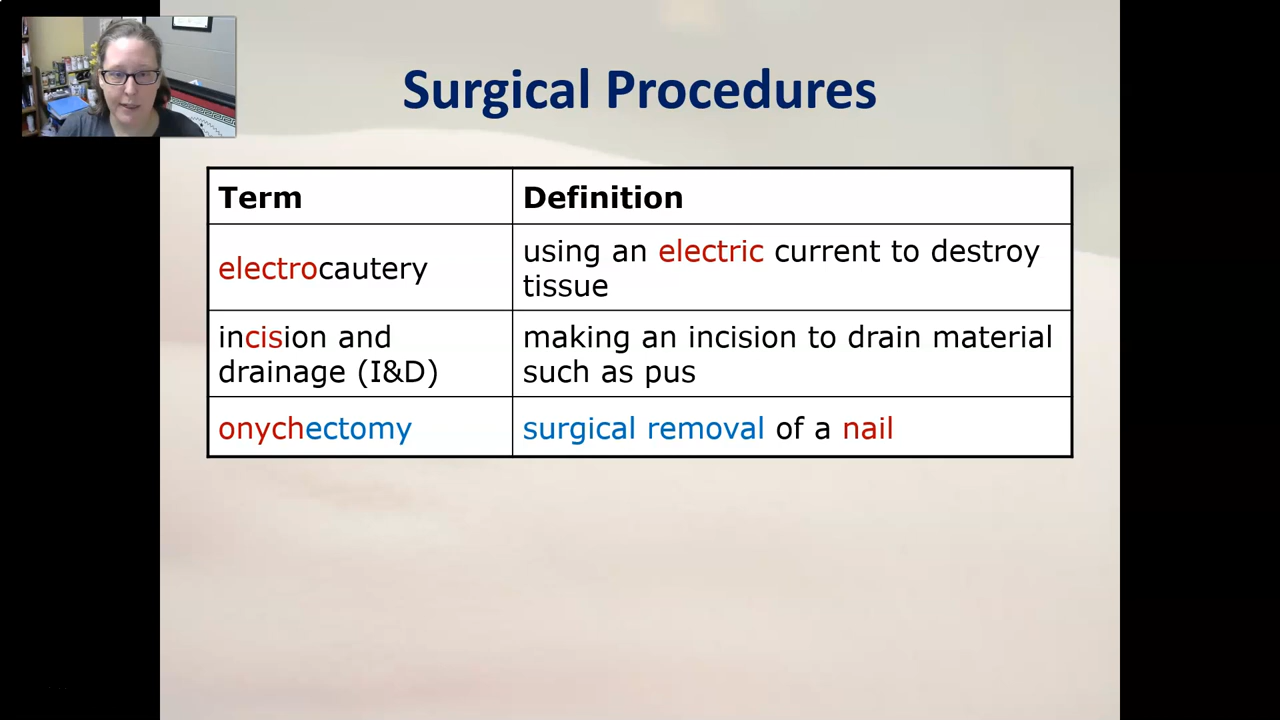 Surgical Procedures
Term
Definition
electrocautery
using an electric current to destroy
tissue
incision and
drainage (I&D)
making an incision to drain material
such as pus
onychectomy
surgical removal of a nail